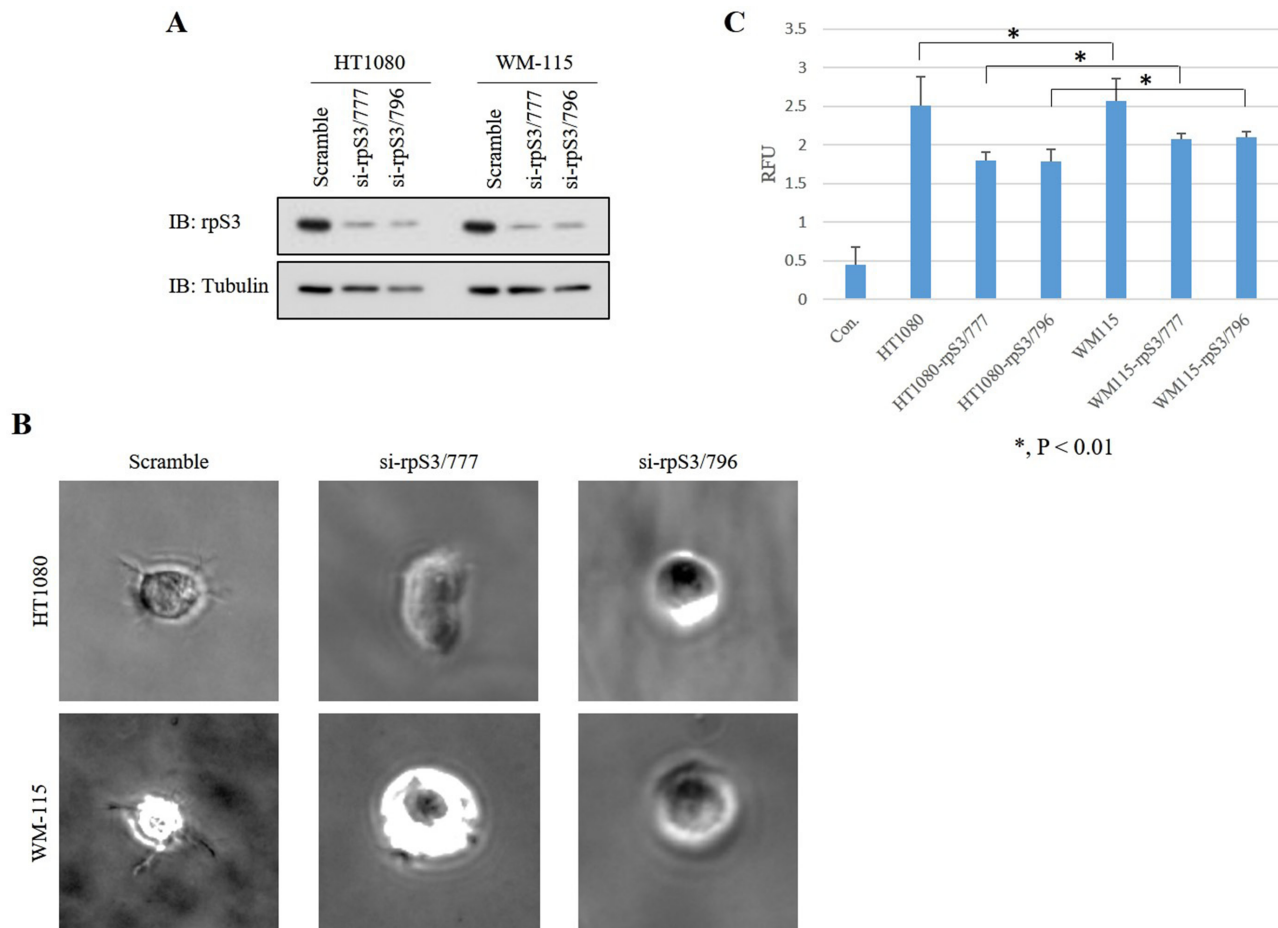 A
HT1080
WM-115
Scramble
si-rpS3/777
si-rpS3/796
Scramble
si-rpS3/777
si-rpS3/796
IB: rpS3
IB: Tubulin
C
3.5
3
2.5
2
1.5
1
0.5
0
RFU
*
*
*
Con.
HT1080
HT1080-rpS3/777
HT1080-rpS3/796
WM115
WM115-rpS3/777
WM115-rpS3/796
*, P < 0.01
B
Scramble
si-rpS3/777
si-rpS3/796
HT1080
WM-115